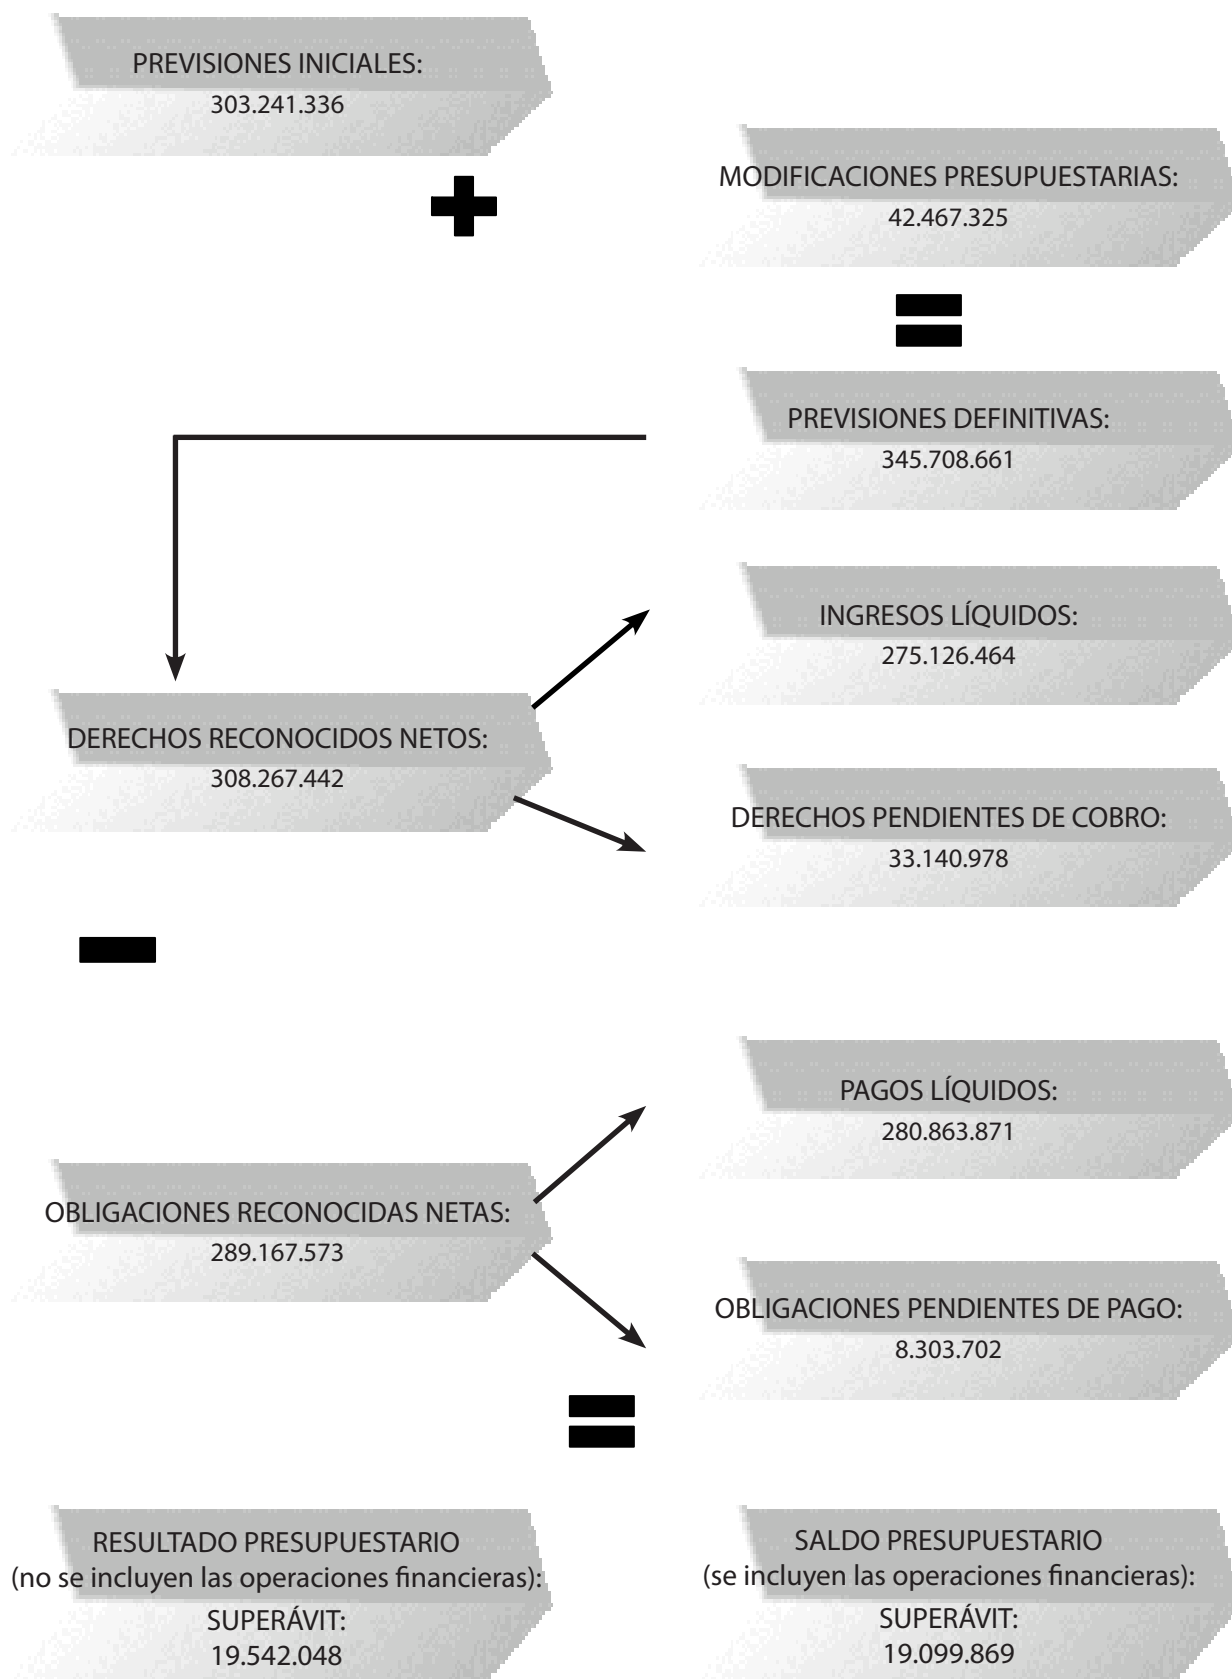 PREVISIONES INICIALES:
303.241.336
MODIFICACIONES PRESUPUESTARIAS:
42.467.325
PREVISIONES DEFINITIVAS:
345.708.661
INGRESOS LÍQUIDOS:
275.126.464
DERECHOS RECONOCIDOS NETOS:
308.267.442
DERECHOS PENDIENTES DE COBRO:
33.140.978
PAGOS LÍQUIDOS:
280.863.871
OBLIGACIONES RECONOCIDAS NETAS:
289.167.573
OBLIGACIONES PENDIENTES DE PAGO:
8.303.702
RESULTADO PRESUPUESTARIO
(no se incluyen las operaciones financieras):
SUPERÁVIT:
19.542.048
SALDO PRESUPUESTARIO
(se incluyen las operaciones financieras):
SUPERÁVIT:
19.099.869